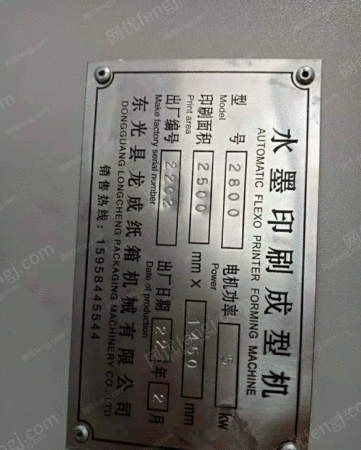 水墨印刷成型机
AUTOMATIC FLEXO PRINTER FORMING MACHINE
型号 2800 电机功率 5 kw
Model Power
印刷面积 2500 mm X 1350 mm
Print area
出厂编号 2202 出厂日期 22 年 2 月
Make factory serial number Date of production
东光县龙成纸箱机械有限公司
DONGGUANG LONGCHENG PACKAGING MACHINERY CO., LTD
销售热线:15958445544